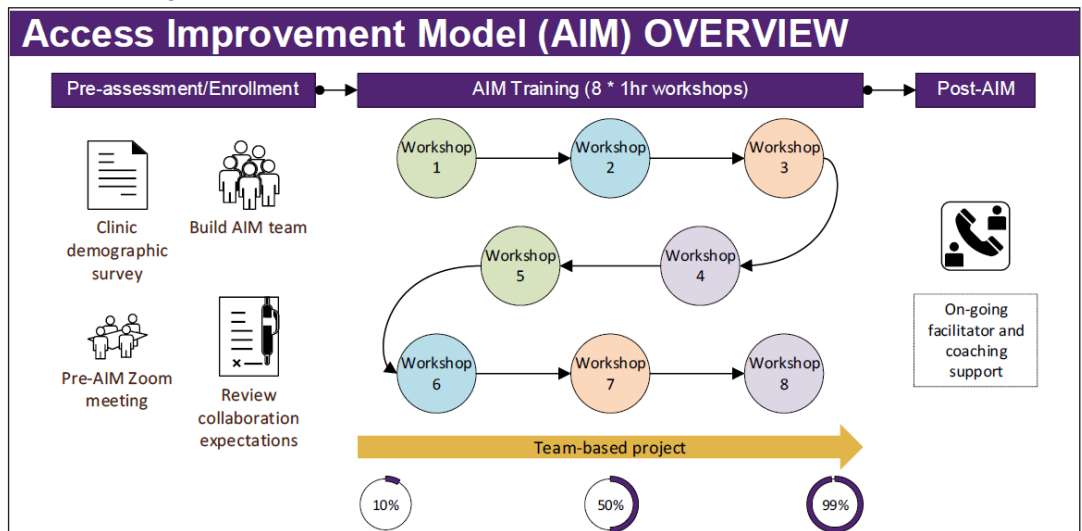 Access Improvement Model (AIM) OVERVIEW
Pre-assessment/Enrollment
AIM Training (8 * 1hr workshops)
Post-AIM
Clinic
demographic
survey
Build AIM team
Pre-AIM Zoom
meeting
Review
collaboration
expectations
Workshop
1
Workshop
2
Workshop
3
Workshop
4
Workshop
5
Workshop
6
Workshop
7
Workshop
8
Team-based project
10%
50%
99%
On-going
facilitator and
coaching
support